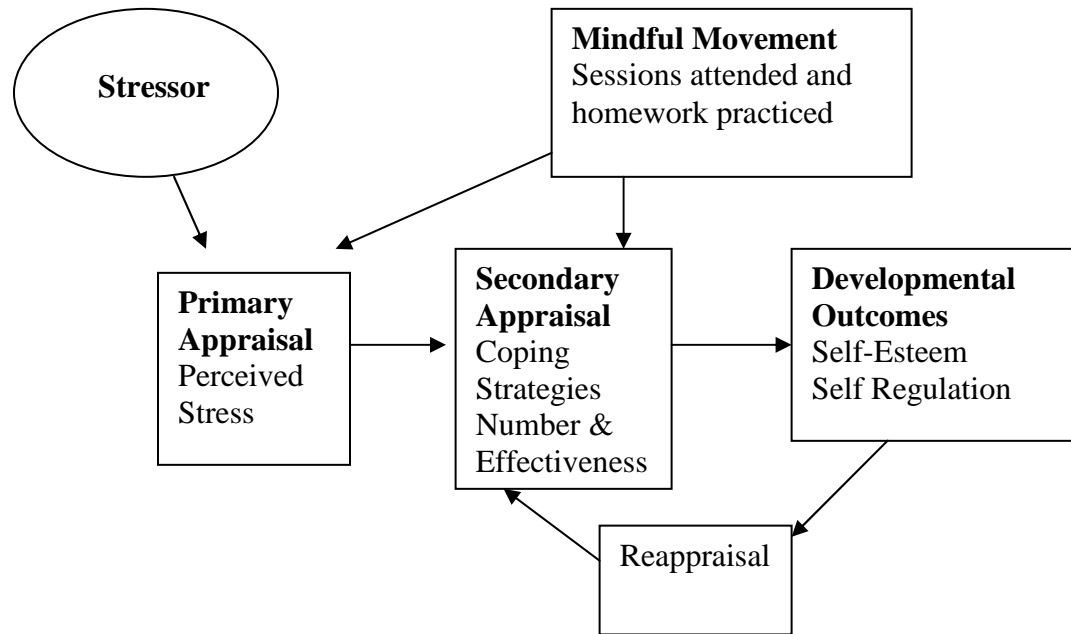 Stressor
Mindful Movement
Sessions attended and
homework practiced
Primary
Appraisal
Perceived
Stress
Secondary
Appraisal
Coping
Strategies
Number &
Effectiveness
Developmental
Outcomes
Self-Esteem
Self Regulation
Reappraisal